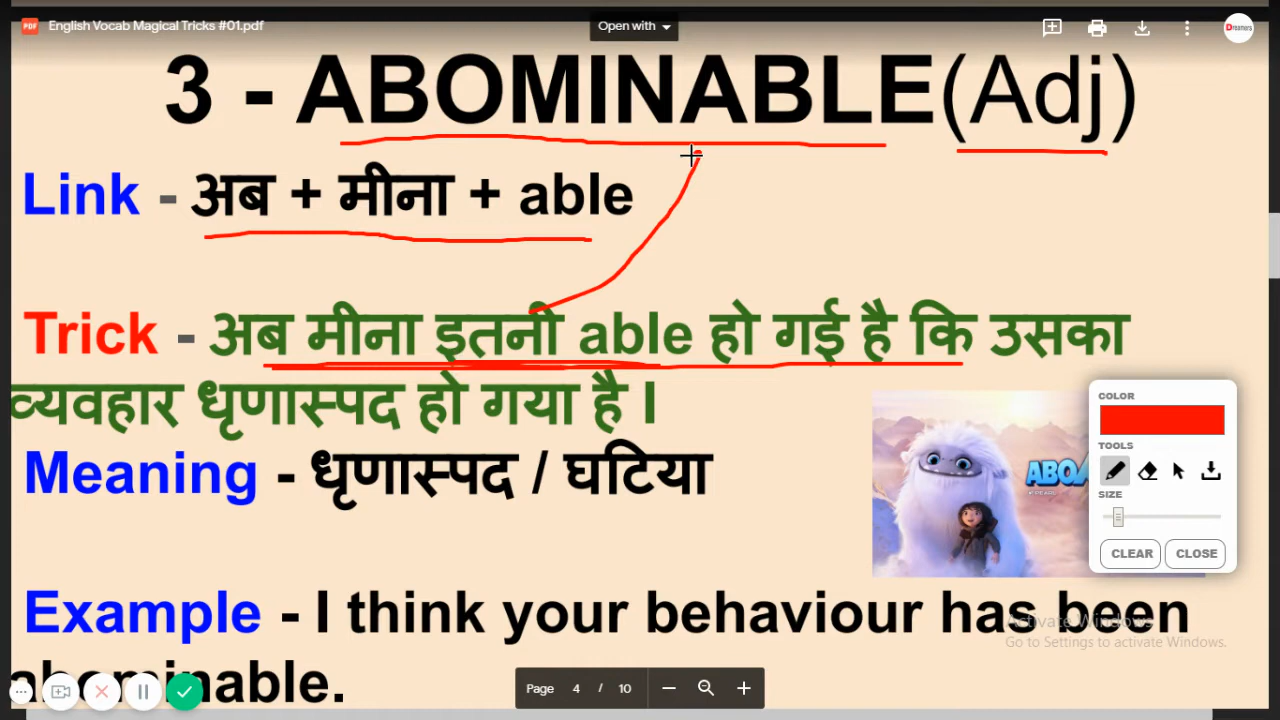 English Vocab Magical Tricks #01.pdf
Open with
Dreamers
3 - ABOMINABLE(Adj)
Link - अब + मीना + able
Trick - अब मीना इतनी able हो गई है कि उसका
व्यवहार धृणास्पद हो गया है I
Meaning - धृणास्पद / घटिया
COLOR
TOOLS
SIZE
CLEAR CLOSE
Example - I think your behaviour has been
abominable.
Activate Windows
Go to Settings to activate Windows.
Page 4 / 10